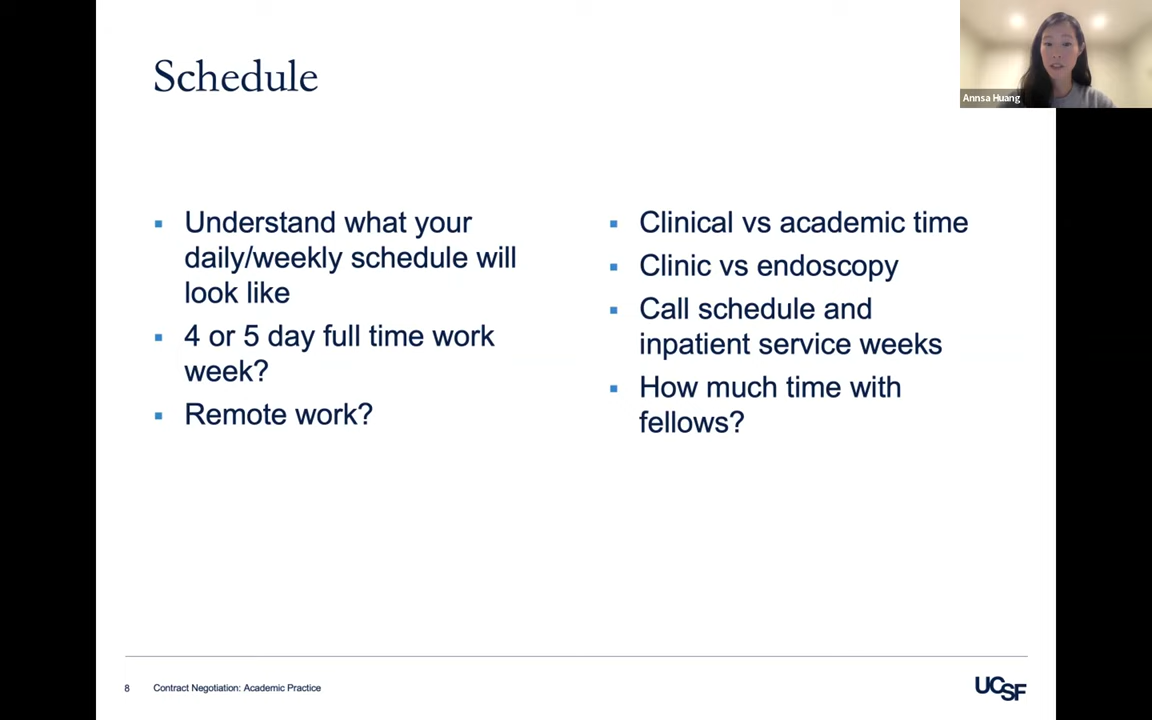 Schedule
Annsa Huang
Understand what your
daily/weekly schedule will
look like
4 or 5 day full time work
week?
Remote work?
Clinical vs academic time
Clinic vs endoscopy
Call schedule and
inpatient service weeks
How much time with
fellows?
8 Contract Negotiation: Academic Practice
UCSF